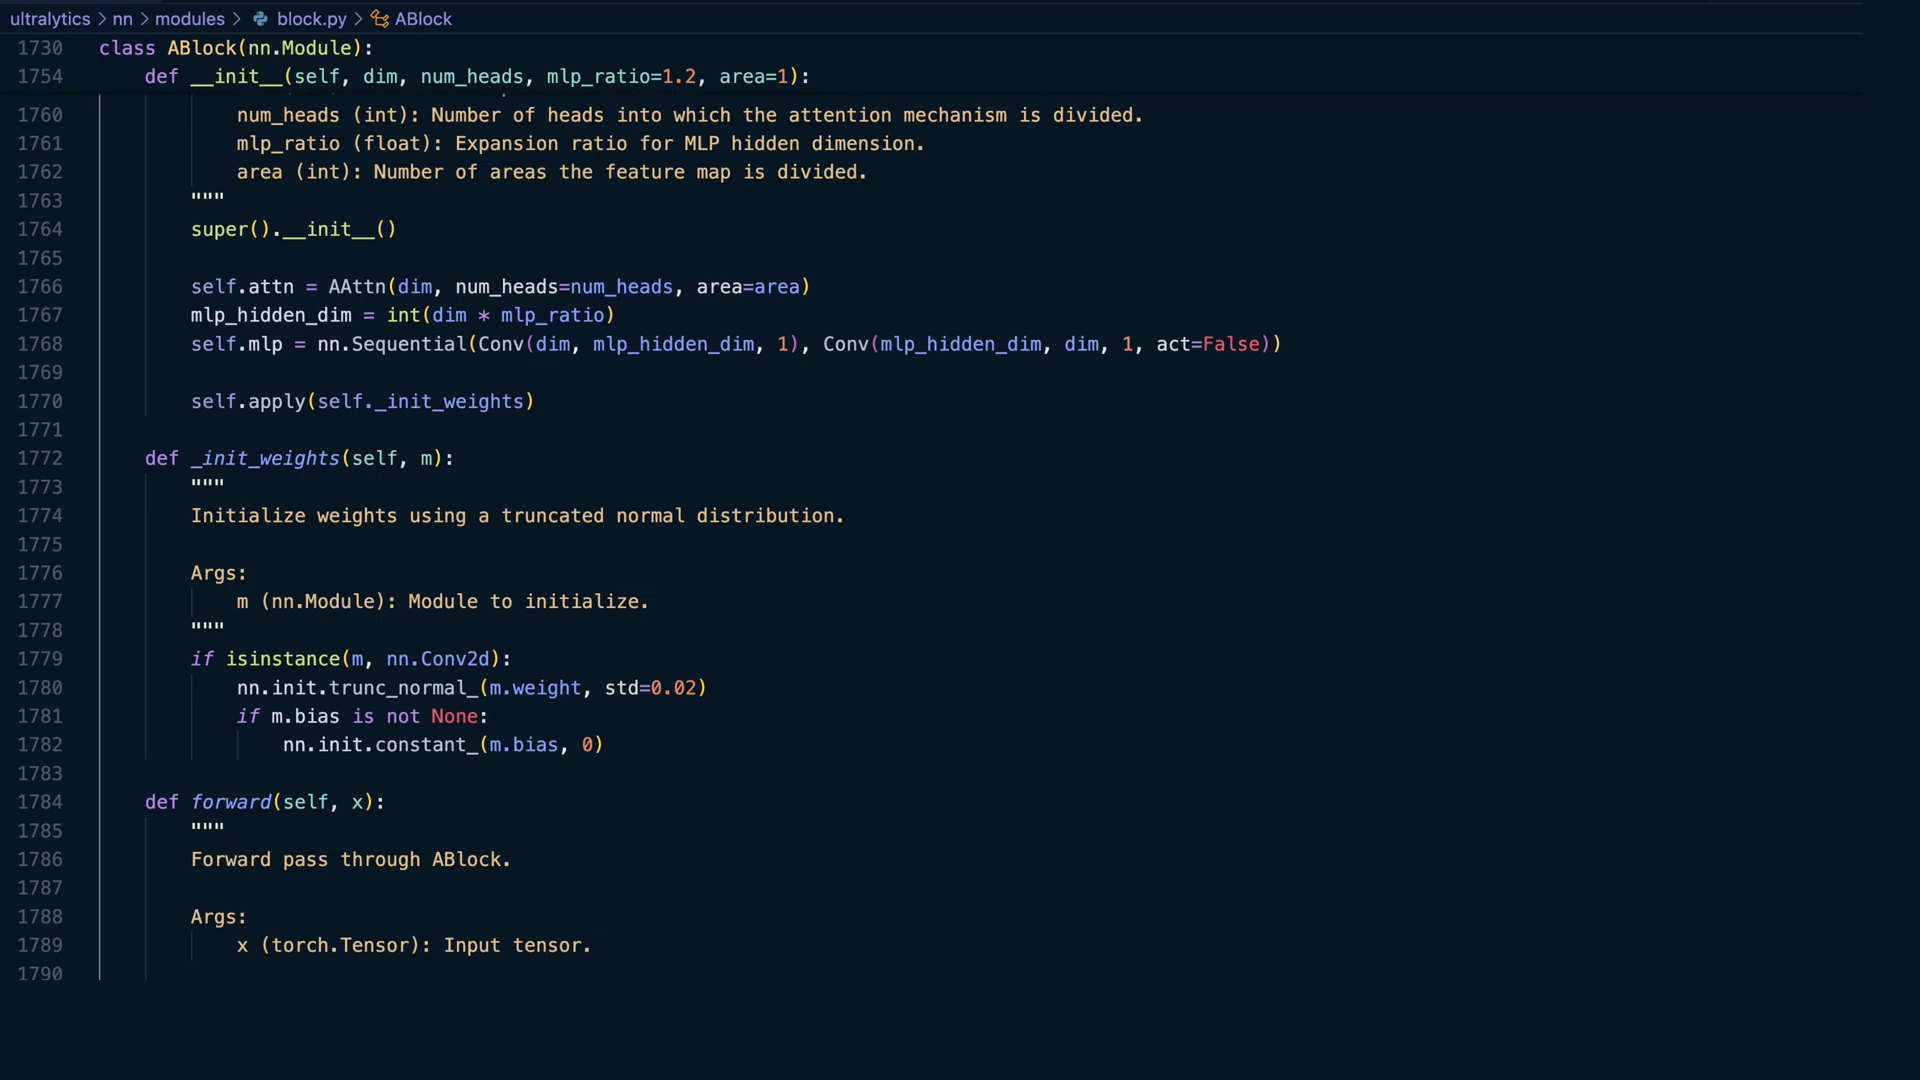 ultralytics > nn > modules > block.py > ABlock
1730 class ABlock(nn.Module):
1754     def __init__(self, dim, num_heads, mlp_ratio=1.2, area=1):
1760             num_heads (int): Number of heads into which the attention mechanism is divided.
1761             mlp_ratio (float): Expansion ratio for MLP hidden dimension.
1762             area (int): Number of areas the feature map is divided.
1763         """
1764         super().__init__()
1765
1766         self.attn = AAttn(dim, num_heads=num_heads, area=area)
1767         mlp_hidden_dim = int(dim * mlp_ratio)
1768         self.mlp = nn.Sequential(Conv(dim, mlp_hidden_dim, 1), Conv(mlp_hidden_dim, dim, 1, act=False))
1769
1770         self.apply(self._init_weights)
1771
1772     def _init_weights(self, m):
1773         """
1774         Initialize weights using a truncated normal distribution.
1775
1776         Args:
1777             m (nn.Module): Module to initialize.
1778         """
1779         if isinstance(m, nn.Conv2d):
1780             nn.init.trunc_normal_(m.weight, std=0.02)
1781             if m.bias is not None:
1782                 nn.init.constant_(m.bias, 0)
1783
1784     def forward(self, x):
1785         """
1786         Forward pass through ABlock.
1787
1788         Args:
1789             x (torch.Tensor): Input tensor.
1790